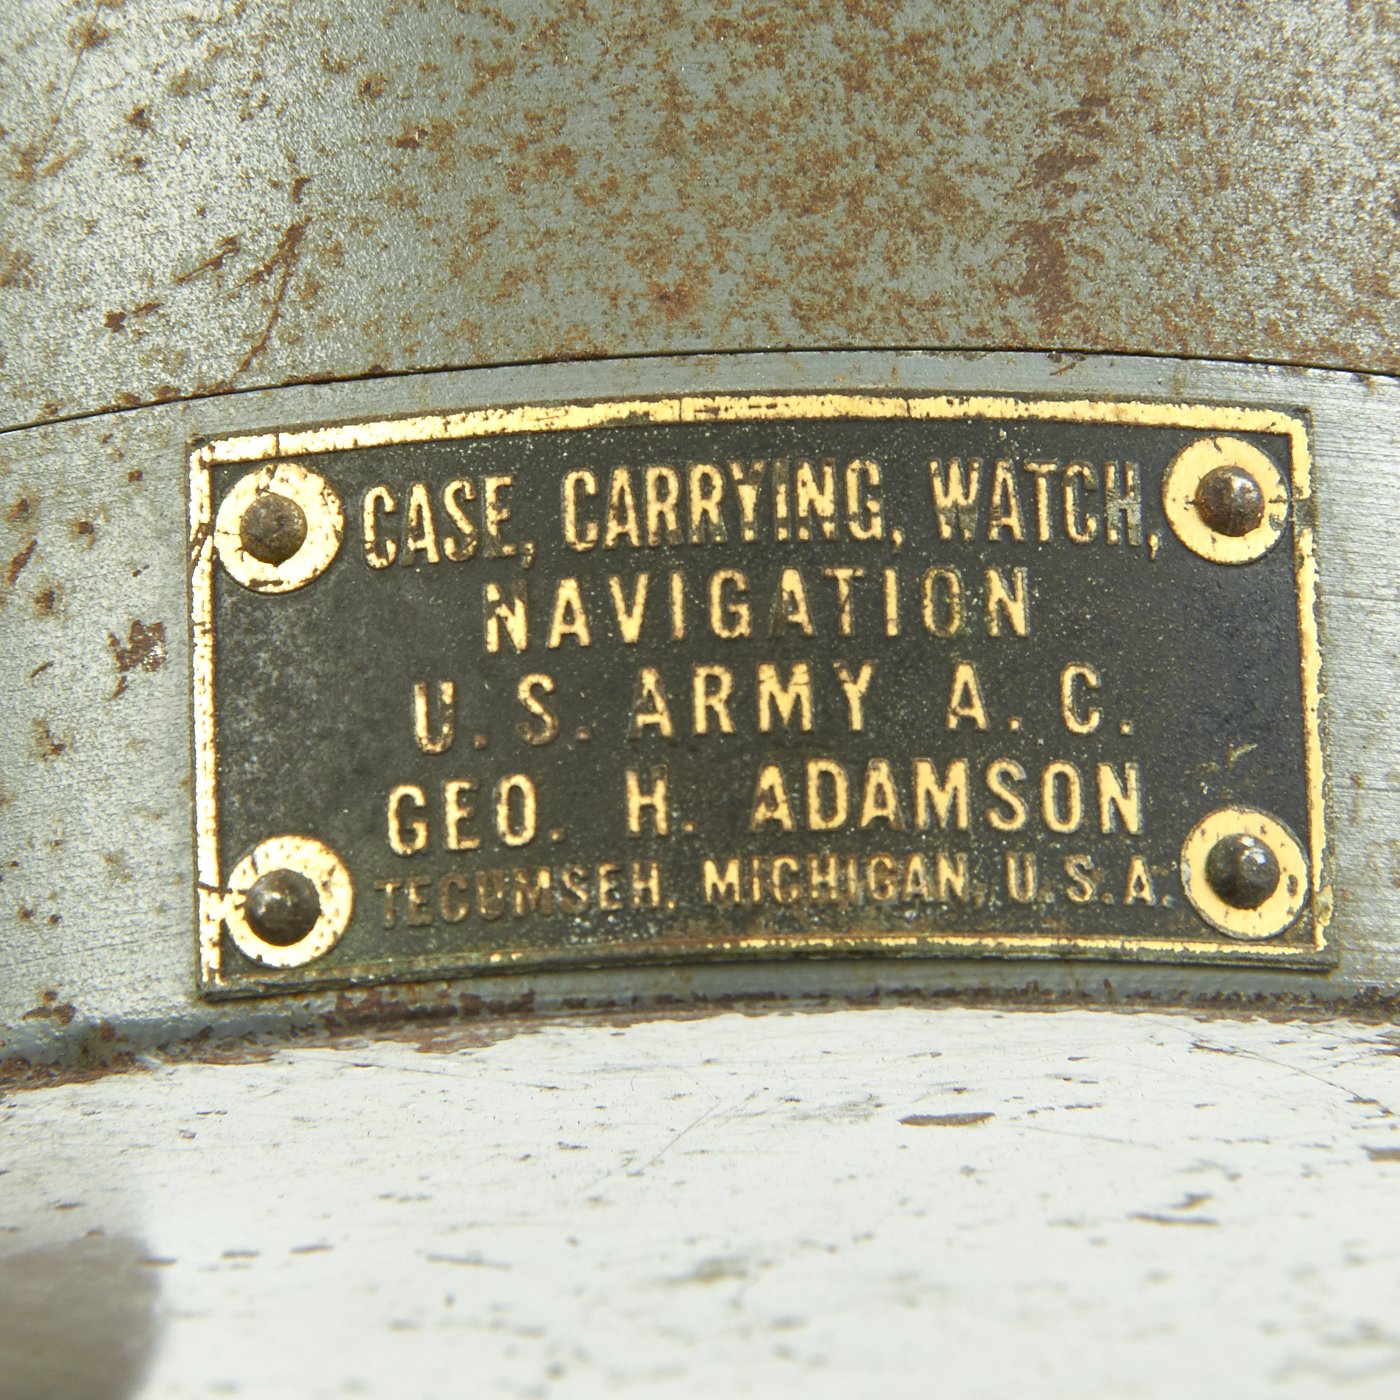 CASE, CARRYING, WATCH,
NAVIGATION
U.S. ARMY A.C.
GEO. H. ADAMSON
TECUMSEH, MICHIGAN, U.S.A.